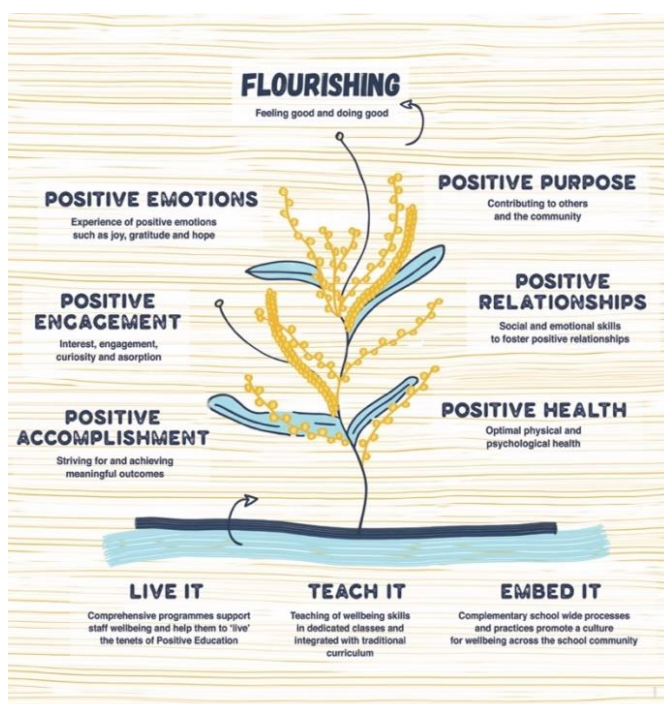 FLOURISHING
Feeling good and doing good
POSITIVE EMOTIONS
Experience of positive emotions
such as joy, gratitude and hope
POSITIVE PURPOSE
Contributing to others
and the community
POSITIVE
ENGAGEMENT
Interest, engagement,
curiosity and asorption
POSITIVE
RELATIONSHIPS
Social and emotional skills
to foster positive relationships
POSITIVE
ACCOMPLISHMENT
Striving for and achieving
meaningful outcomes
POSITIVE HEALTH
Optimal physical and
psychological health
LIVE IT
Comprehensive programmes support
staff wellbeing and help them to 'live'
the tenets of Positive Education
TEACH IT
Teaching of wellbeing skills
in dedicated classes and
integrated with traditional
curriculum
EMBED IT
Complementary school wide processes
and practices promote a culture
for wellbeing across the school community